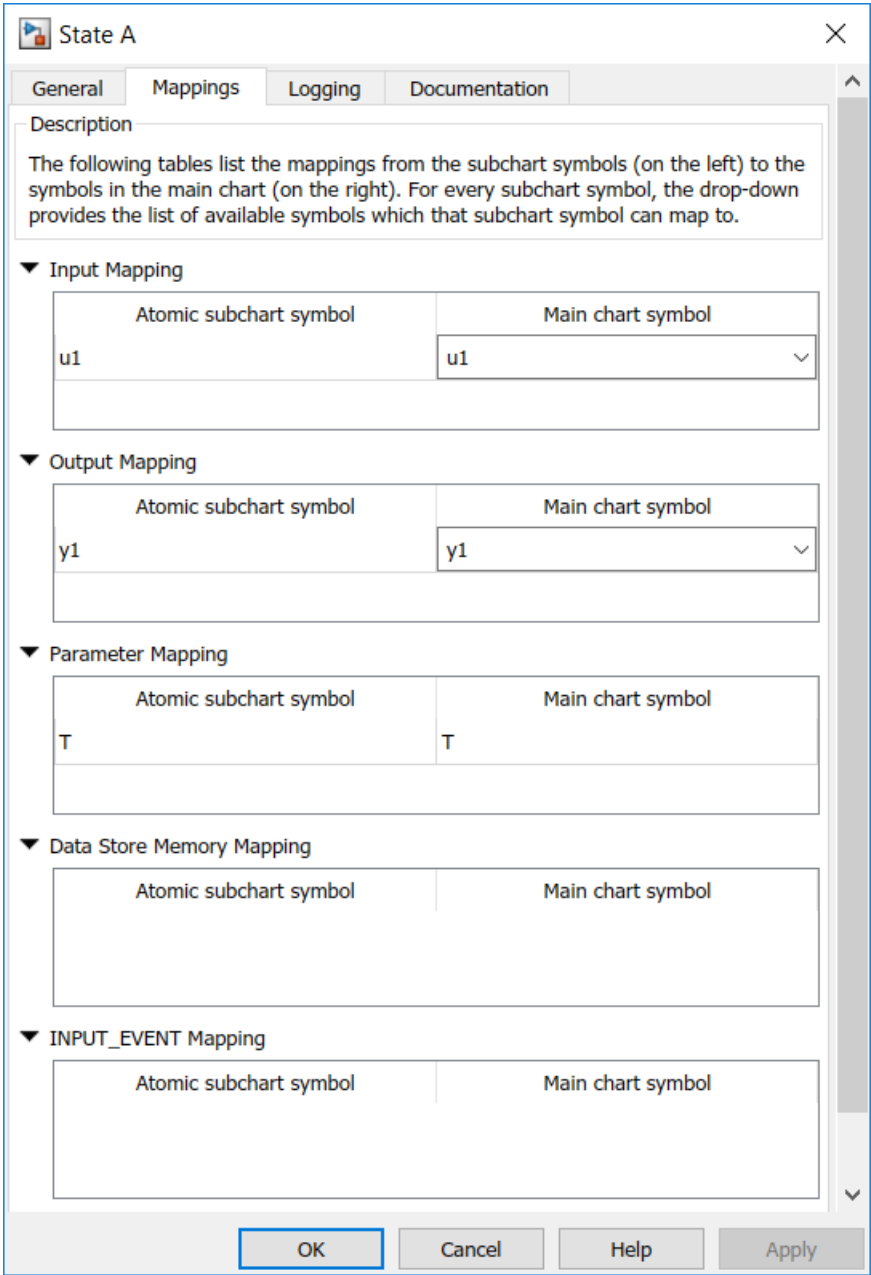 State A
General Mappings Logging Documentation
Description
The following tables list the mappings from the subchart symbols (on the left) to the
symbols in the main chart (on the right). For every subchart symbol, the drop-down
provides the list of available symbols which that subchart symbol can map to.
Input Mapping
Atomic subchart symbol Main chart symbol
u1 u1
Output Mapping
Atomic subchart symbol Main chart symbol
y1 y1
Parameter Mapping
Atomic subchart symbol Main chart symbol
T T
Data Store Memory Mapping
Atomic subchart symbol Main chart symbol
INPUT_EVENT Mapping
Atomic subchart symbol Main chart symbol
OK Cancel Help Apply